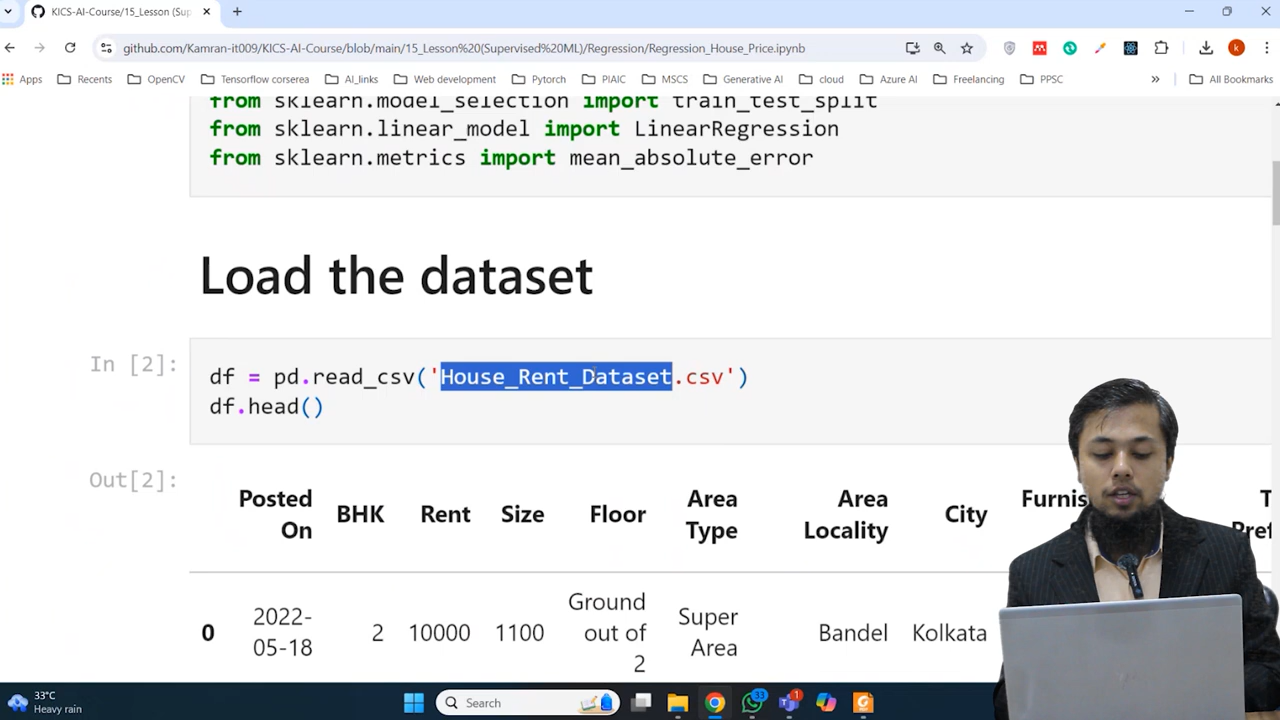 KICS-AI-Course/15_Lesson (Sup
github.com/Kamran-it009/KICS-AI-Course/blob/main/15_Lesson%20(Supervised%20ML)/Regression/Regression_House_Price.ipynb
k
Apps Recents OpenCV Tensorflow corserea AI_links Web development Pytorch PIAIC MSCS Generative AI cloud Azure AI Freelancing PPSC » All Bookmarks
from sklearn.model_selection import train_test_split
from sklearn.linear_model import LinearRegression
from sklearn.metrics import mean_absolute_error
Load the dataset
In [2]:
df = pd.read_csv('House_Rent_Dataset.csv')
df.head()
Out[2]:
Posted On BHK Rent Size Floor Area Type Area Locality City Furnis T Pref
0 2022-05-18 2 10000 1100 Ground out of 2 Super Area Bandel Kolkata
33°C
Heavy rain
Search
33
1